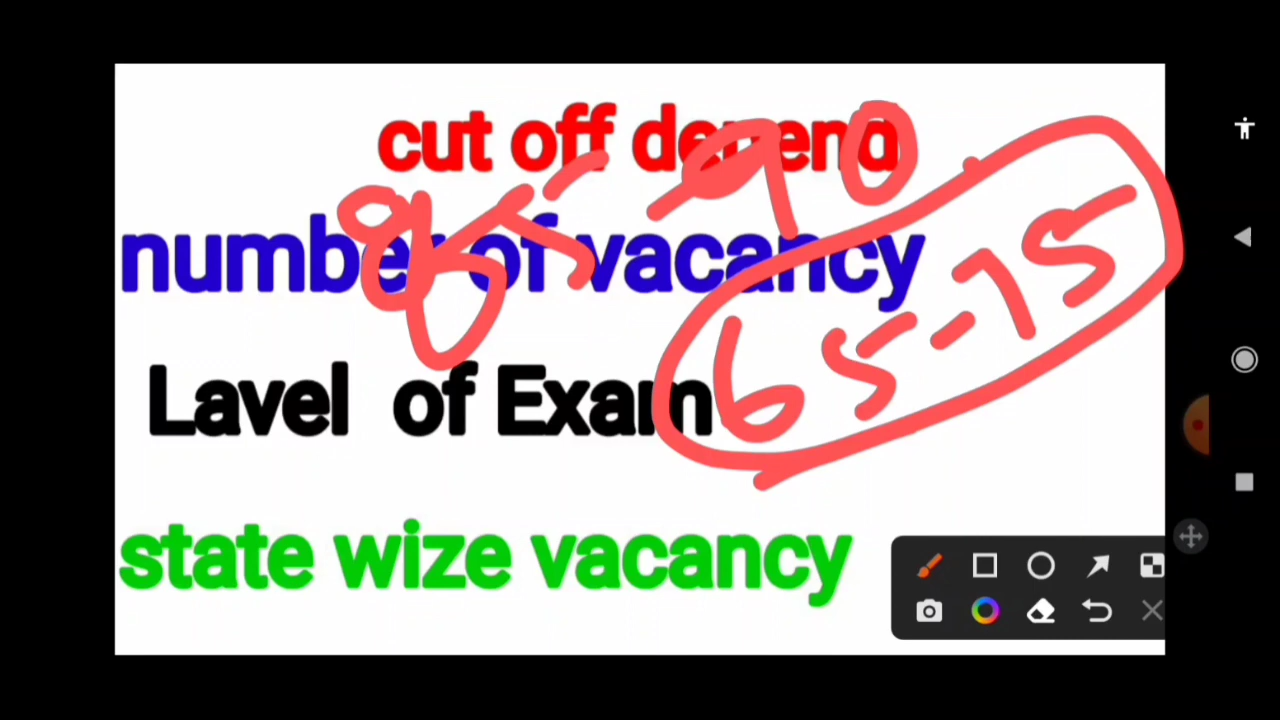 cut off depend
85-90
number of vacancy
65-75
Lavel of Exam
state wize vacancy